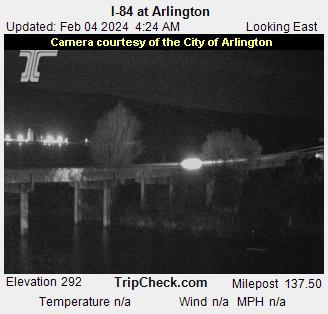 I-84 at Arlington
Updated: Feb 04 2024 4:24 AM Looking East
Camera courtesy of the City of Arlington
Elevation 292 TripCheck.com Milepost 137.50
Temperature n/a Wind n/a MPH n/a